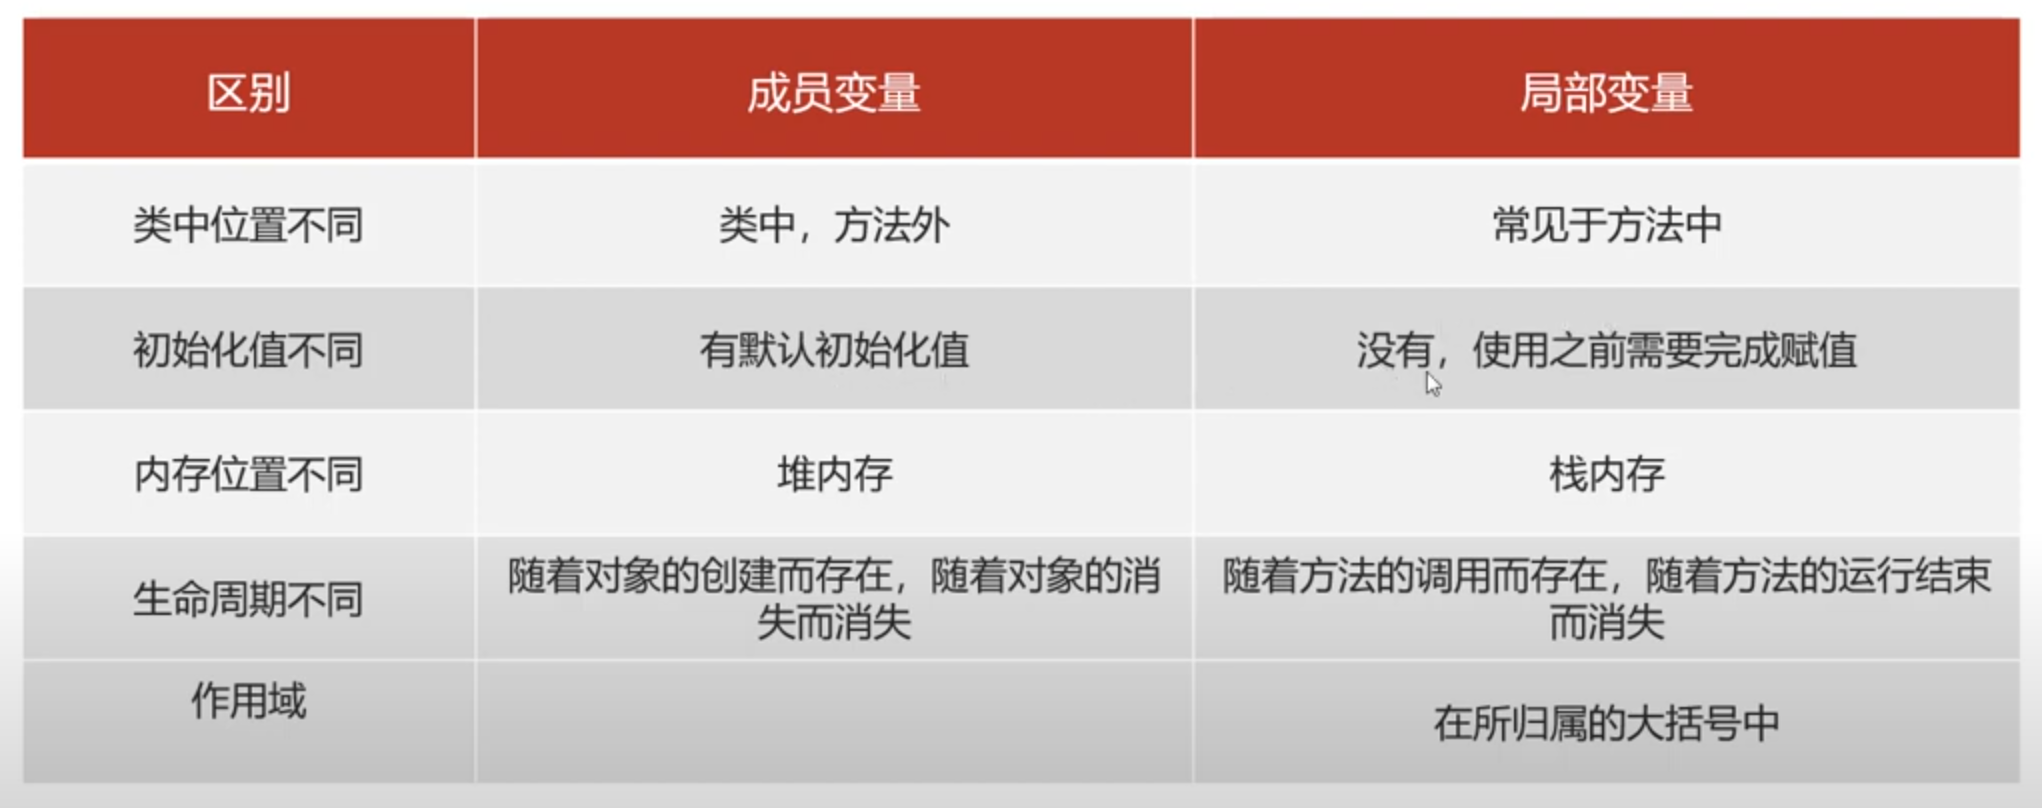 区别
成员变量
局部变量
类中位置不同
类中，方法外
常见于方法中
初始化值不同
有默认初始化值
没有，使用之前需要完成赋值
内存位置不同
堆内存
栈内存
生命周期不同
随着对象的创建而存在，随着对象的消
失而消失
随着方法的调用而存在，随着方法的运行结束
而消失
作用域
在所归属的大括号中